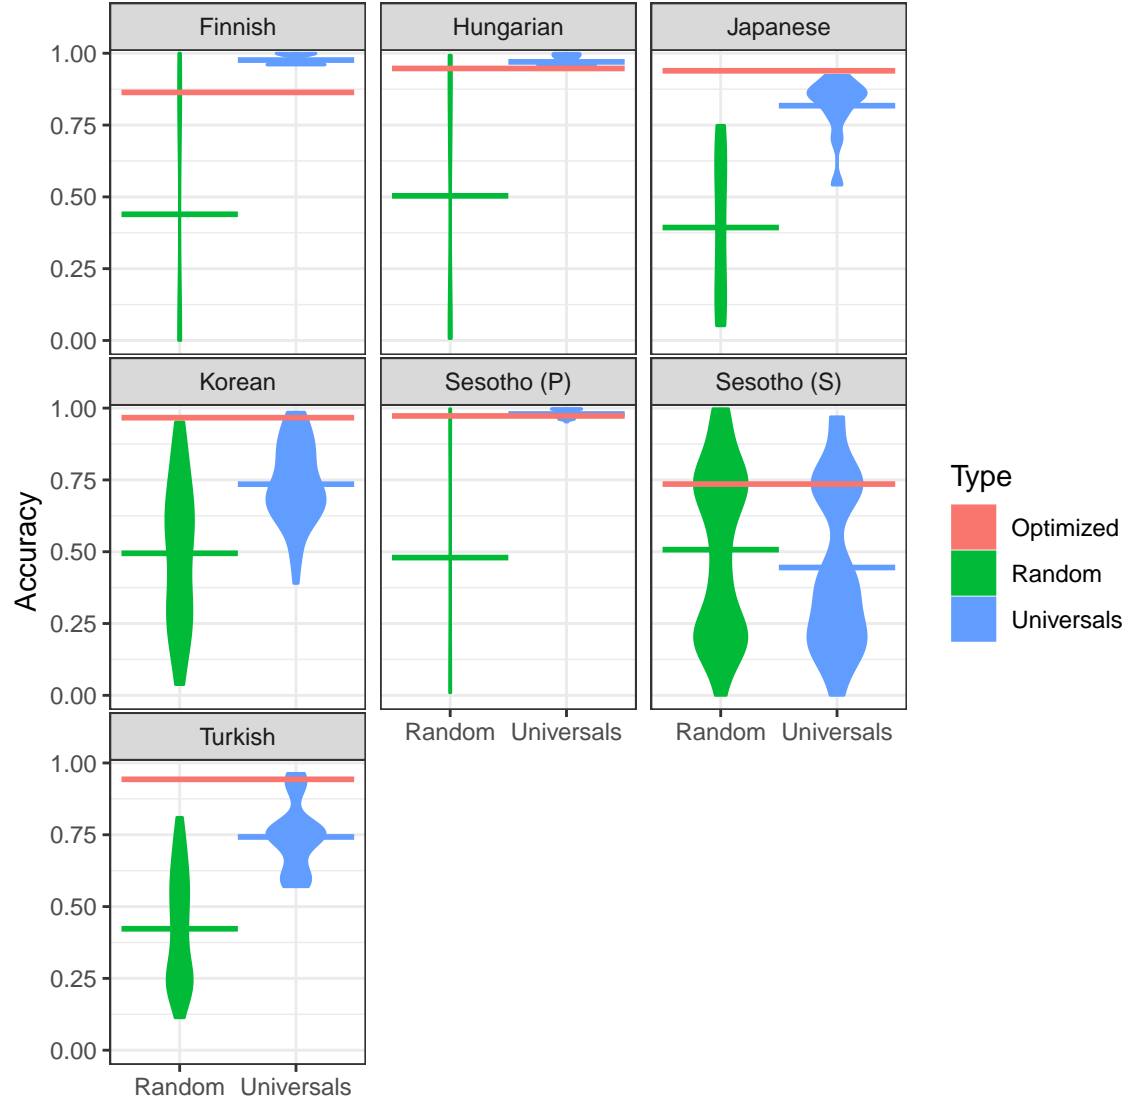 Finnish
Hungarian
Japanese
1.00
0.75
0.50
0.25
0.00
Korean
Sesotho (P)
Sesotho (S)
1.00
0.75
0.50
0.25
0.00
Random Universals
Random Universals
Turkish
1.00
0.75
0.50
0.25
0.00
Random Universals
Accuracy
Type
Optimized
Random
Universals